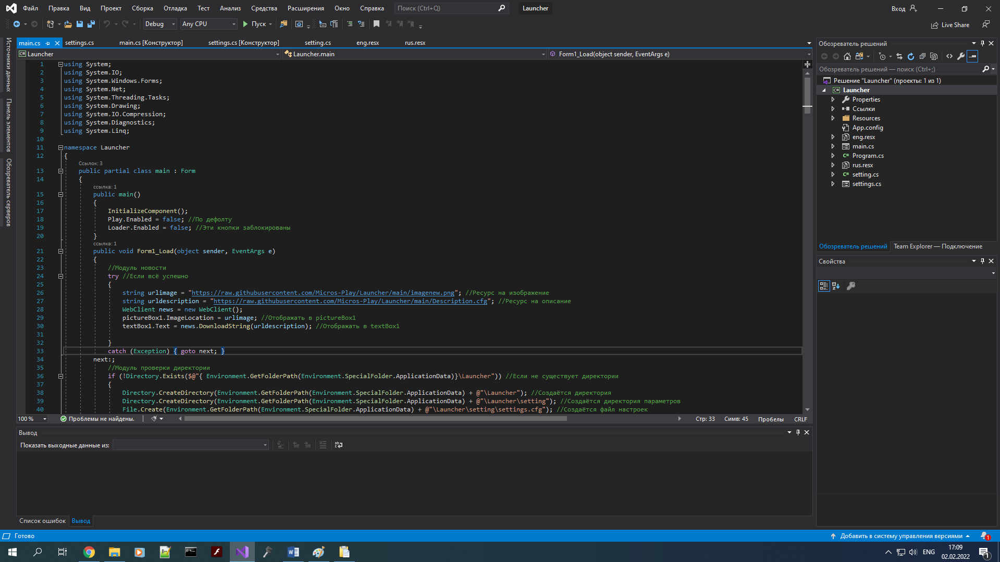 Файл Правка Вид Проект Сборка Отладка Тест Анализ Средства Расширения Окно Справка Поиск (Ctrl+Q) Launcher Вход
Debug Any CPU Пуск Live Share
Источники данных
Панель элементов
Обозреватель серверов
main.cs settings.cs main.cs [Конструктор] settings.cs [Конструктор] setting.cs eng.resx rus.resx
Launcher Launcher.main Form1_Load(object sender, EventArgs e)
1 using System;
2 using System.IO;
3 using System.Windows.Forms;
4 using System.Net;
5 using System.Threading.Tasks;
6 using System.Drawing;
7 using System.IO.Compression;
8 using System.Diagnostics;
9 using System.Linq;
10
11 namespace Launcher
12 {
Ссылок: 3
13 public partial class main : Form
14 {
ссылка: 1
15 public main()
16 {
17 InitializeComponent();
18 Play.Enabled = false; //По дефолту
19 Loader.Enabled = false; //Эти кнопки заблокированы
20 }
ссылка: 1
21 public void Form1_Load(object sender, EventArgs e)
22 {
23 //Модуль новости
24 try //Если всё успешно
25 {
26 string urlimage = "https://raw.githubusercontent.com/Micros-Play/Launcher/main/imagenew.png"; //Ресурс на изображение
27 string urldescription = "https://raw.githubusercontent.com/Micros-Play/Launcher/main/Description.cfg"; //Ресурс на описание
28 WebClient news = new WebClient();
29 pictureBox1.ImageLocation = urlimage; //Отображать в pictureBox1
30 textBox1.Text = news.DownloadString(urldescription); //Отображать в textBox1
31
32 }
33 catch (Exception) { goto next; }
34 next:;
35 //Модуль проверки директории
36 if (!Directory.Exists($@"{ Environment.GetFolderPath(Environment.SpecialFolder.ApplicationData)}\Launcher")) //Если не существует директории
37 {
38 Directory.CreateDirectory(Environment.GetFolderPath(Environment.SpecialFolder.ApplicationData) + @"\Launcher"); //Создаётся директория
39 Directory.CreateDirectory(Environment.GetFolderPath(Environment.SpecialFolder.ApplicationData) + @"\Launcher\setting"); //Создаётся директория параметров
40 File.Create(Environment.GetFolderPath(Environment.SpecialFolder.ApplicationData) + @"\Launcher\setting\settings.cfg"); //Создаётся файл настроек
100 % Проблемы не найдены. Стр: 33 Симв: 45 Пробелы CRLF
Вывод
Показать выходные данные из:
Список ошибок Вывод
Обозреватель решений
Обозреватель решений — поиск (Ctrl+;)
Решение "Launcher" (проекты: 1 из 1)
Launcher
Properties
Ссылки
Resources
App.config
eng.resx
main.cs
Program.cs
rus.resx
setting.cs
settings.cs
Обозреватель решений Team Explorer — Подключение
Свойства
Готово Добавить в систему управления версиями 1
ENG 17:09
02.02.2022 1